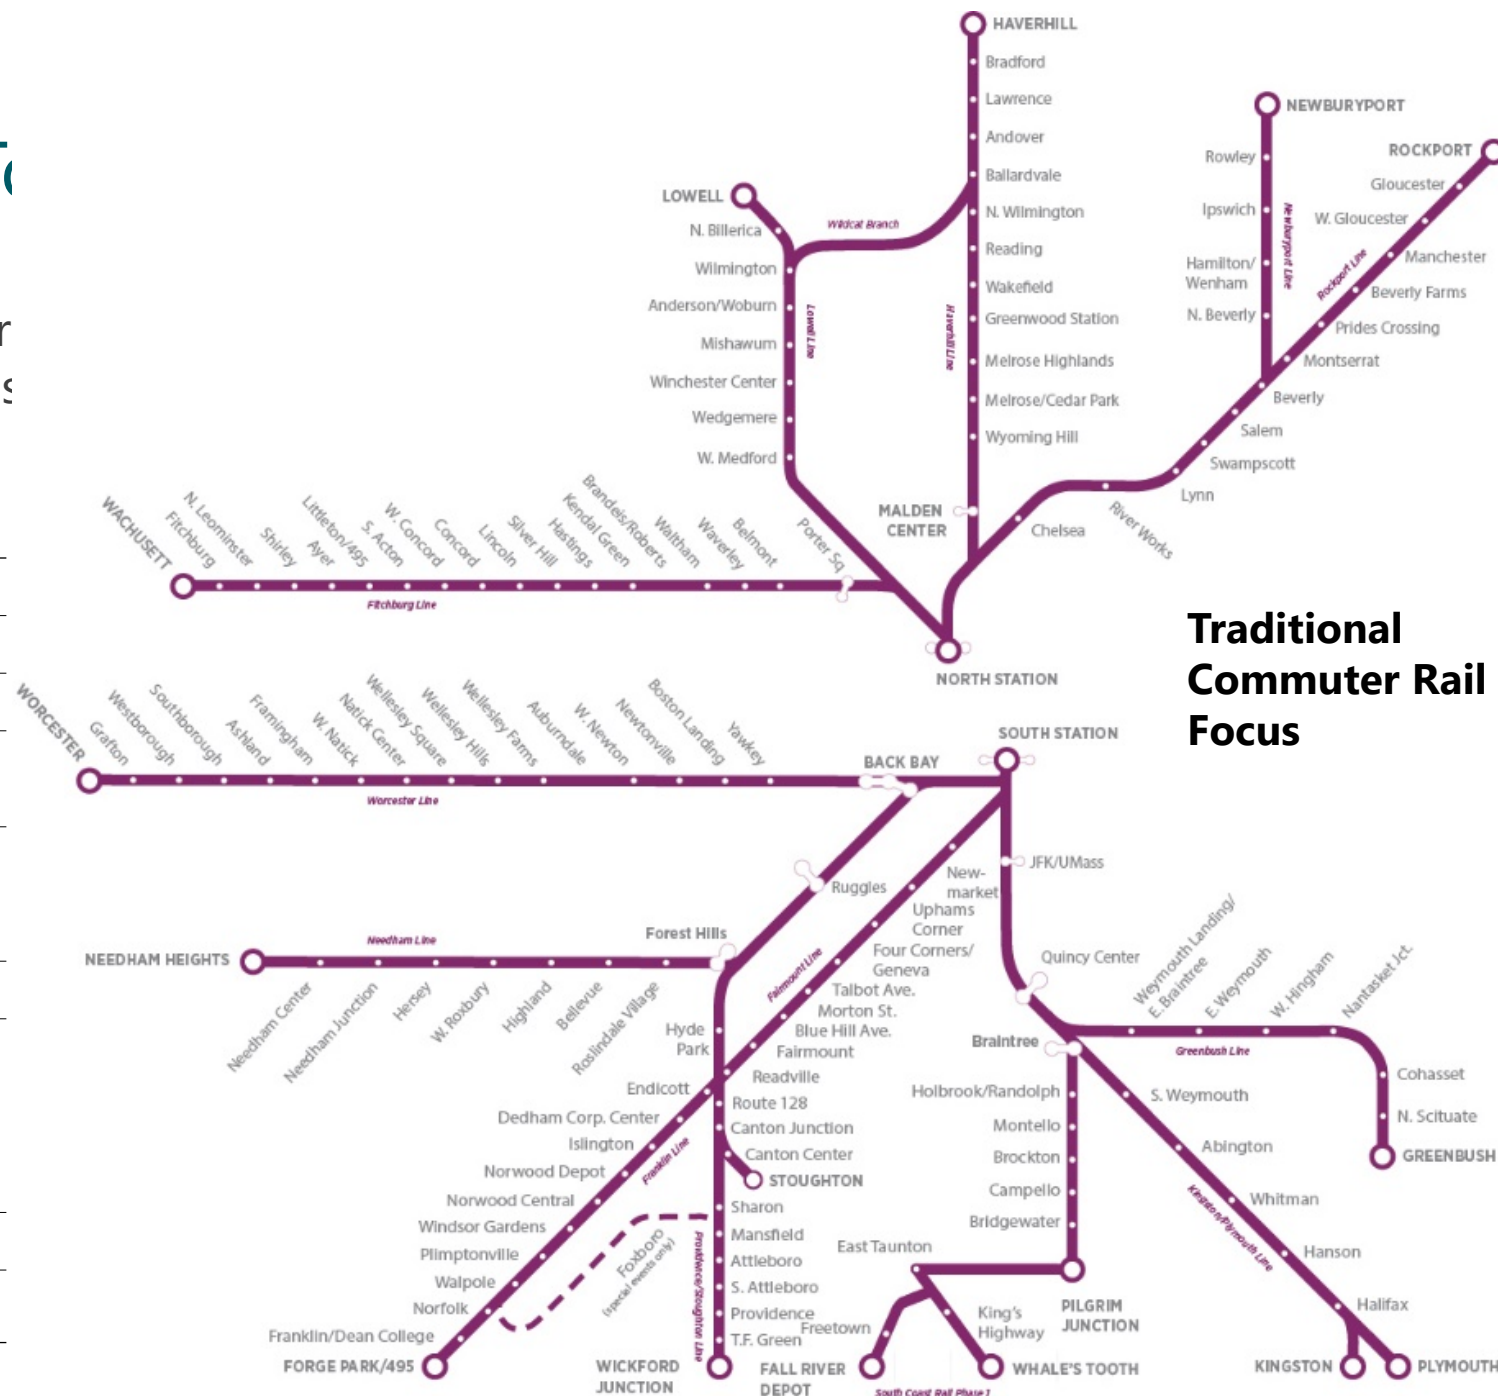 HAVERHILL
Bradford
Lawrence
Andover
Ballardvale
N. Wilmington
Reading
Wakefield
Greenwood Station
Melrose Highlands
Melrose/Cedar Park
Wyoming Hill
MALDEN
CENTER
Haverhill Line
Wildcat Branch
LOWELL
N. Billerica
Wilmington
Anderson/Woburn
Mishawum
Winchester Center
Wedgemere
W. Medford
Lowell Line
NEWBURYPORT
Rowley
Ipswich
Hamilton/
Wenham
N. Beverly
Newburyport Line
ROCKPORT
Gloucester
W. Gloucester
Manchester
Beverly Farms
Prides Crossing
Montserrat
Rockport Line
Beverly
Salem
Swampscott
Lynn
River Works
Chelsea
WACHUSETT
Fitchburg
N. Leominster
Shirley
Ayer
Littleton/495
S. Acton
W. Concord
Concord
Lincoln
Silver Hill
Hastings
Kendal Green
Brandeis/Roberts
Waltham
Waverley
Belmont
Porter Sq
Fitchburg Line
NORTH STATION
Traditional
Commuter Rail
Focus
WORCESTER
Grafton
Westborough
Southborough
Ashland
Framingham
W. Natick
Natick Center
Wellesley Square
Wellesley Hills
Wellesley Farms
Auburndale
W. Newton
Newtonville
Boston Landing
Yawkey
Worcester Line
BACK BAY
SOUTH STATION
Ruggles
Forest Hills
NEEDHAM HEIGHTS
Needham Line
Needham Center
Needham Junction
Hersey
W. Roxbury
Highland
Bellevue
Roslindale Village
New-
market
Uphams
Corner
Four Corners/
Geneva
Talbot Ave.
Morton St.
Blue Hill Ave.
Fairmount
Readville
Fairmount Line
Hyde
Park
Route 128
Canton Junction
Canton Center
STOUGHTON
Sharon
Mansfield
Attleboro
S. Attleboro
Providence
T.F. Green
WICKFORD
JUNCTION
Providence/Stoughton Line
Endicott
Dedham Corp. Center
Islington
Norwood Depot
Norwood Central
Windsor Gardens
Plimptonville
Walpole
Norfolk
Franklin/Dean College
FORGE PARK/495
Franklin Line
Foxboro
(special events only)
JFK/UMass
Quincy Center
Braintree
Weymouth Landing/
E. Braintree
E. Weymouth
W. Hingham
Nantasket Jct.
Greenbush Line
Cohasset
N. Scituate
GREENBUSH
Holbrook/Randolph
Montello
Brockton
Campello
Bridgewater
PILGRIM
JUNCTION
East Taunton
King's
Highway
WHALE'S TOOTH
Freetown
FALL RIVER
DEPOT
South Coast Rail Phase 1
S. Weymouth
Abington
Whitman
Hanson
Halifax
Kingston/Plymouth Line
KINGSTON
PLYMOUTH